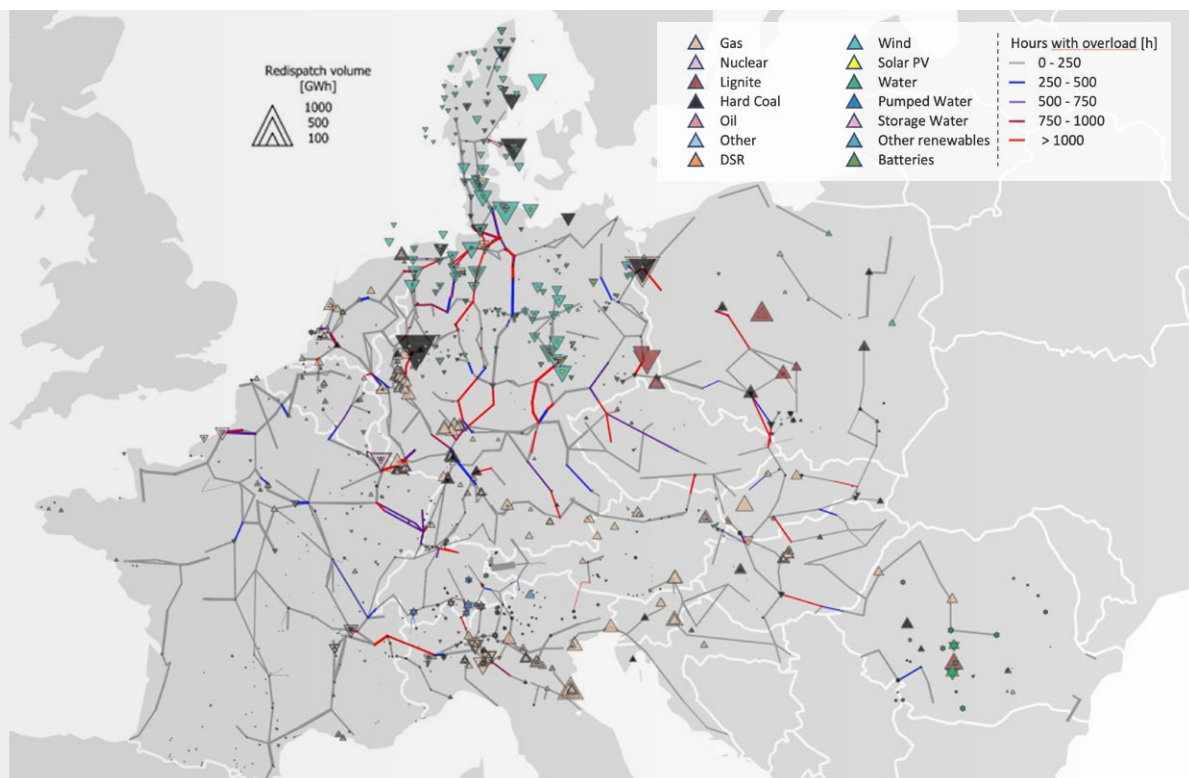 Redispatch volume
[GWh]
1000
500
100
Gas
Nuclear
Lignite
Hard Coal
Oil
Other
DSR
Wind
Solar PV
Water
Pumped Water
Storage Water
Other renewables
Batteries
Hours with overload [h]
0 - 250
250 - 500
500 - 750
750 - 1000
> 1000